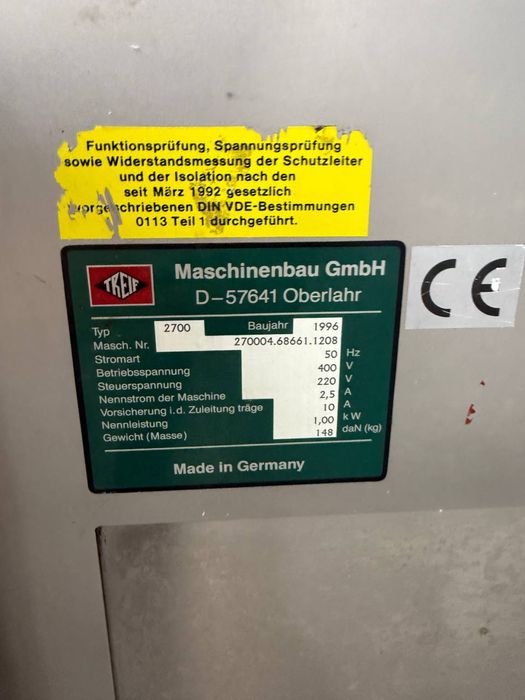 Funktionsprüfung, Spannungsprüfung
sowie Widerstandsmessung der Schutzleiter
und der Isolation nach den
seit März 1992 gesetzlich
vorgeschriebenen DIN VDE-Bestimmungen
0113 Teil 1 durchgeführt.
TREIF
Maschinenbau GmbH
D-57641 Oberlahr
CE
Typ 2700 Baujahr 1996
Masch. Nr. 270004.68661.1208
Stromart 50 Hz
Betriebsspannung 400 V
Steuerspannung 220 V
Nennstrom der Maschine 2,5 A
Vorsicherung i.d. Zuleitung träge 10 A
Nennleistung 1,00 kW
Gewicht (Masse) 148 daN (kg)
Made in Germany